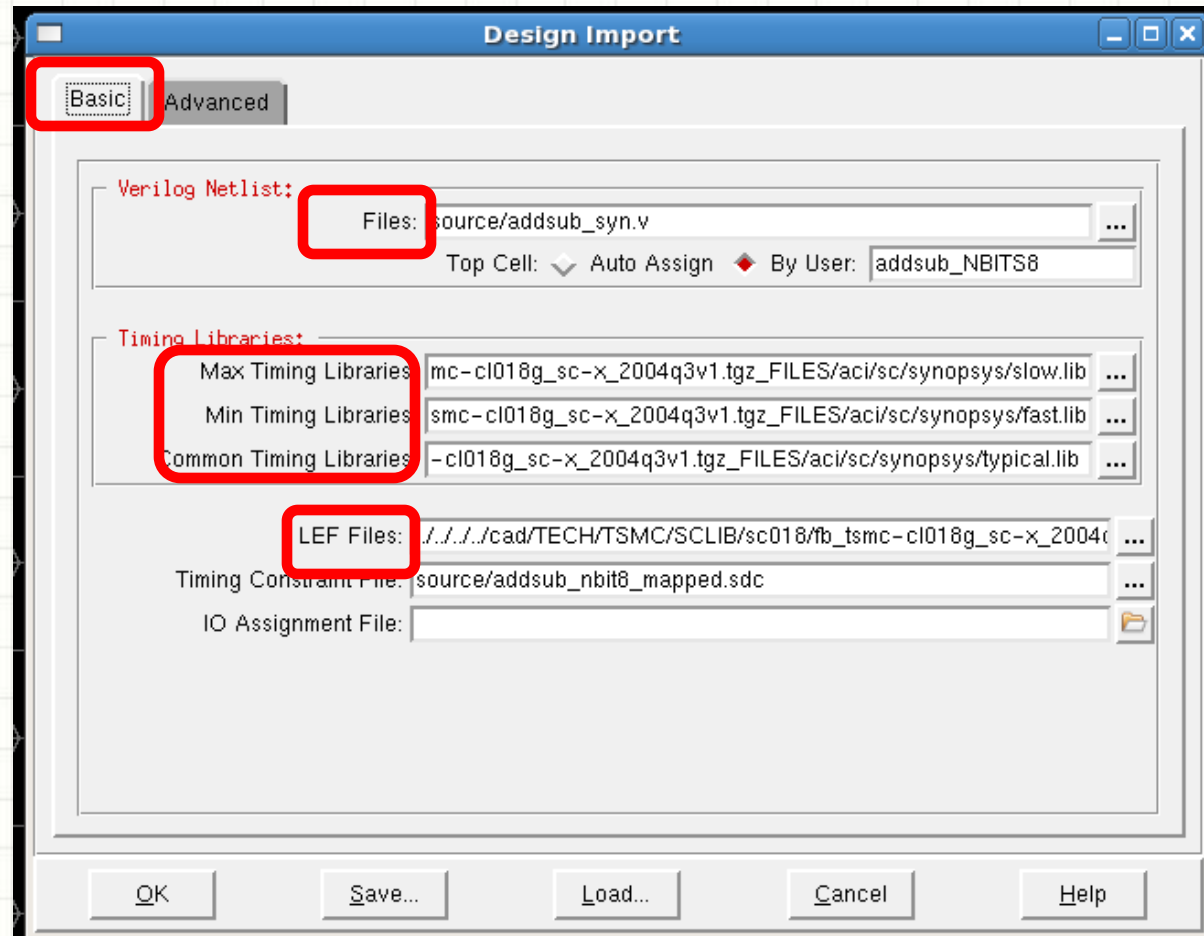 Design Import
Basic Advanced
Verilog Netlist:
Files: source/addsub_syn.v ...
Top Cell: Auto Assign By User: addsub_NBITS8
Timing Libraries:
Max Timing Libraries mc-cl018g_sc-x_2004q3v1.tgz_FILES/aci/sc/synopsys/slow.lib ...
Min Timing Libraries smc-cl018g_sc-x_2004q3v1.tgz_FILES/aci/sc/synopsys/fast.lib ...
Common Timing Libraries -cl018g_sc-x_2004q3v1.tgz_FILES/aci/sc/synopsys/typical.lib ...
LEF Files: ./../../../cad/TECH/TSMC/SCLIB/sc018/fb_tsmc-cl018g_sc-x_2004q ...
Timing Constraint File: source/addsub_nbit8_mapped.sdc ...
IO Assignment File:
OK Save... Load... Cancel Help